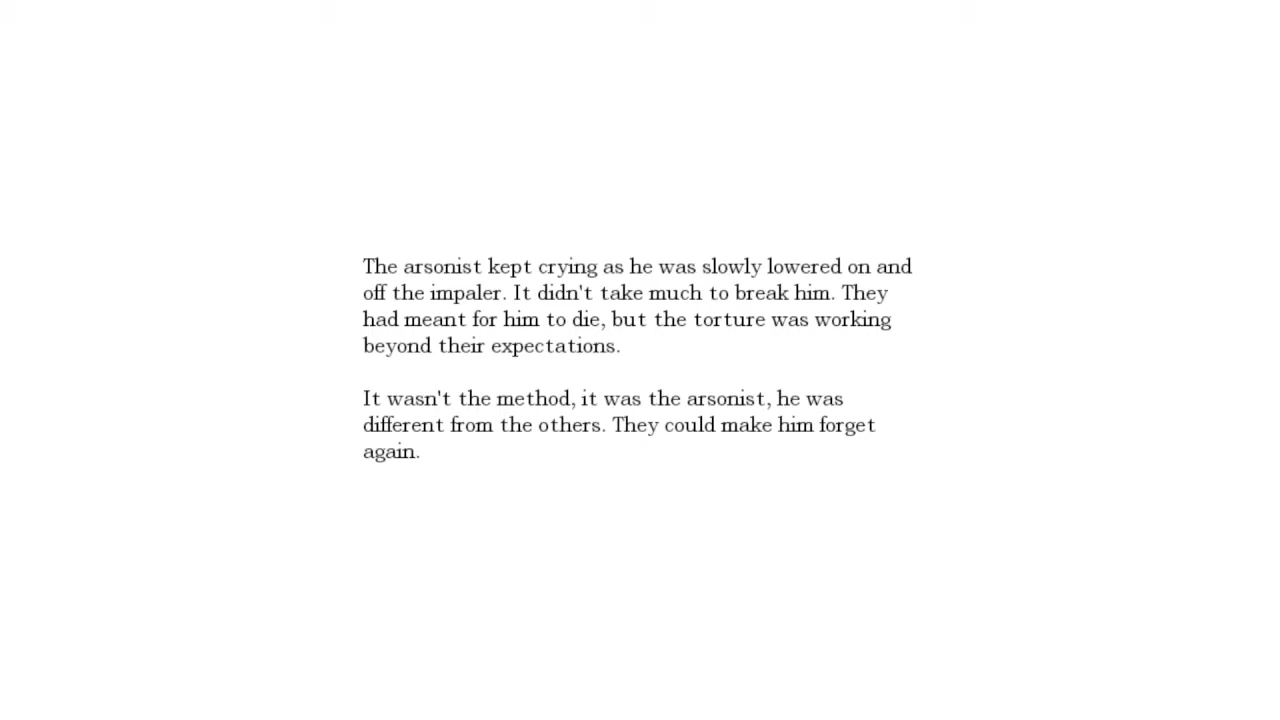 The arsonist kept crying as he was slowly lowered on and
off the impaler. It didn't take much to break him. They
had meant for him to die, but the torture was working
beyond their expectations.
It wasn't the method, it was the arsonist, he was
different from the others. They could make him forget
again.